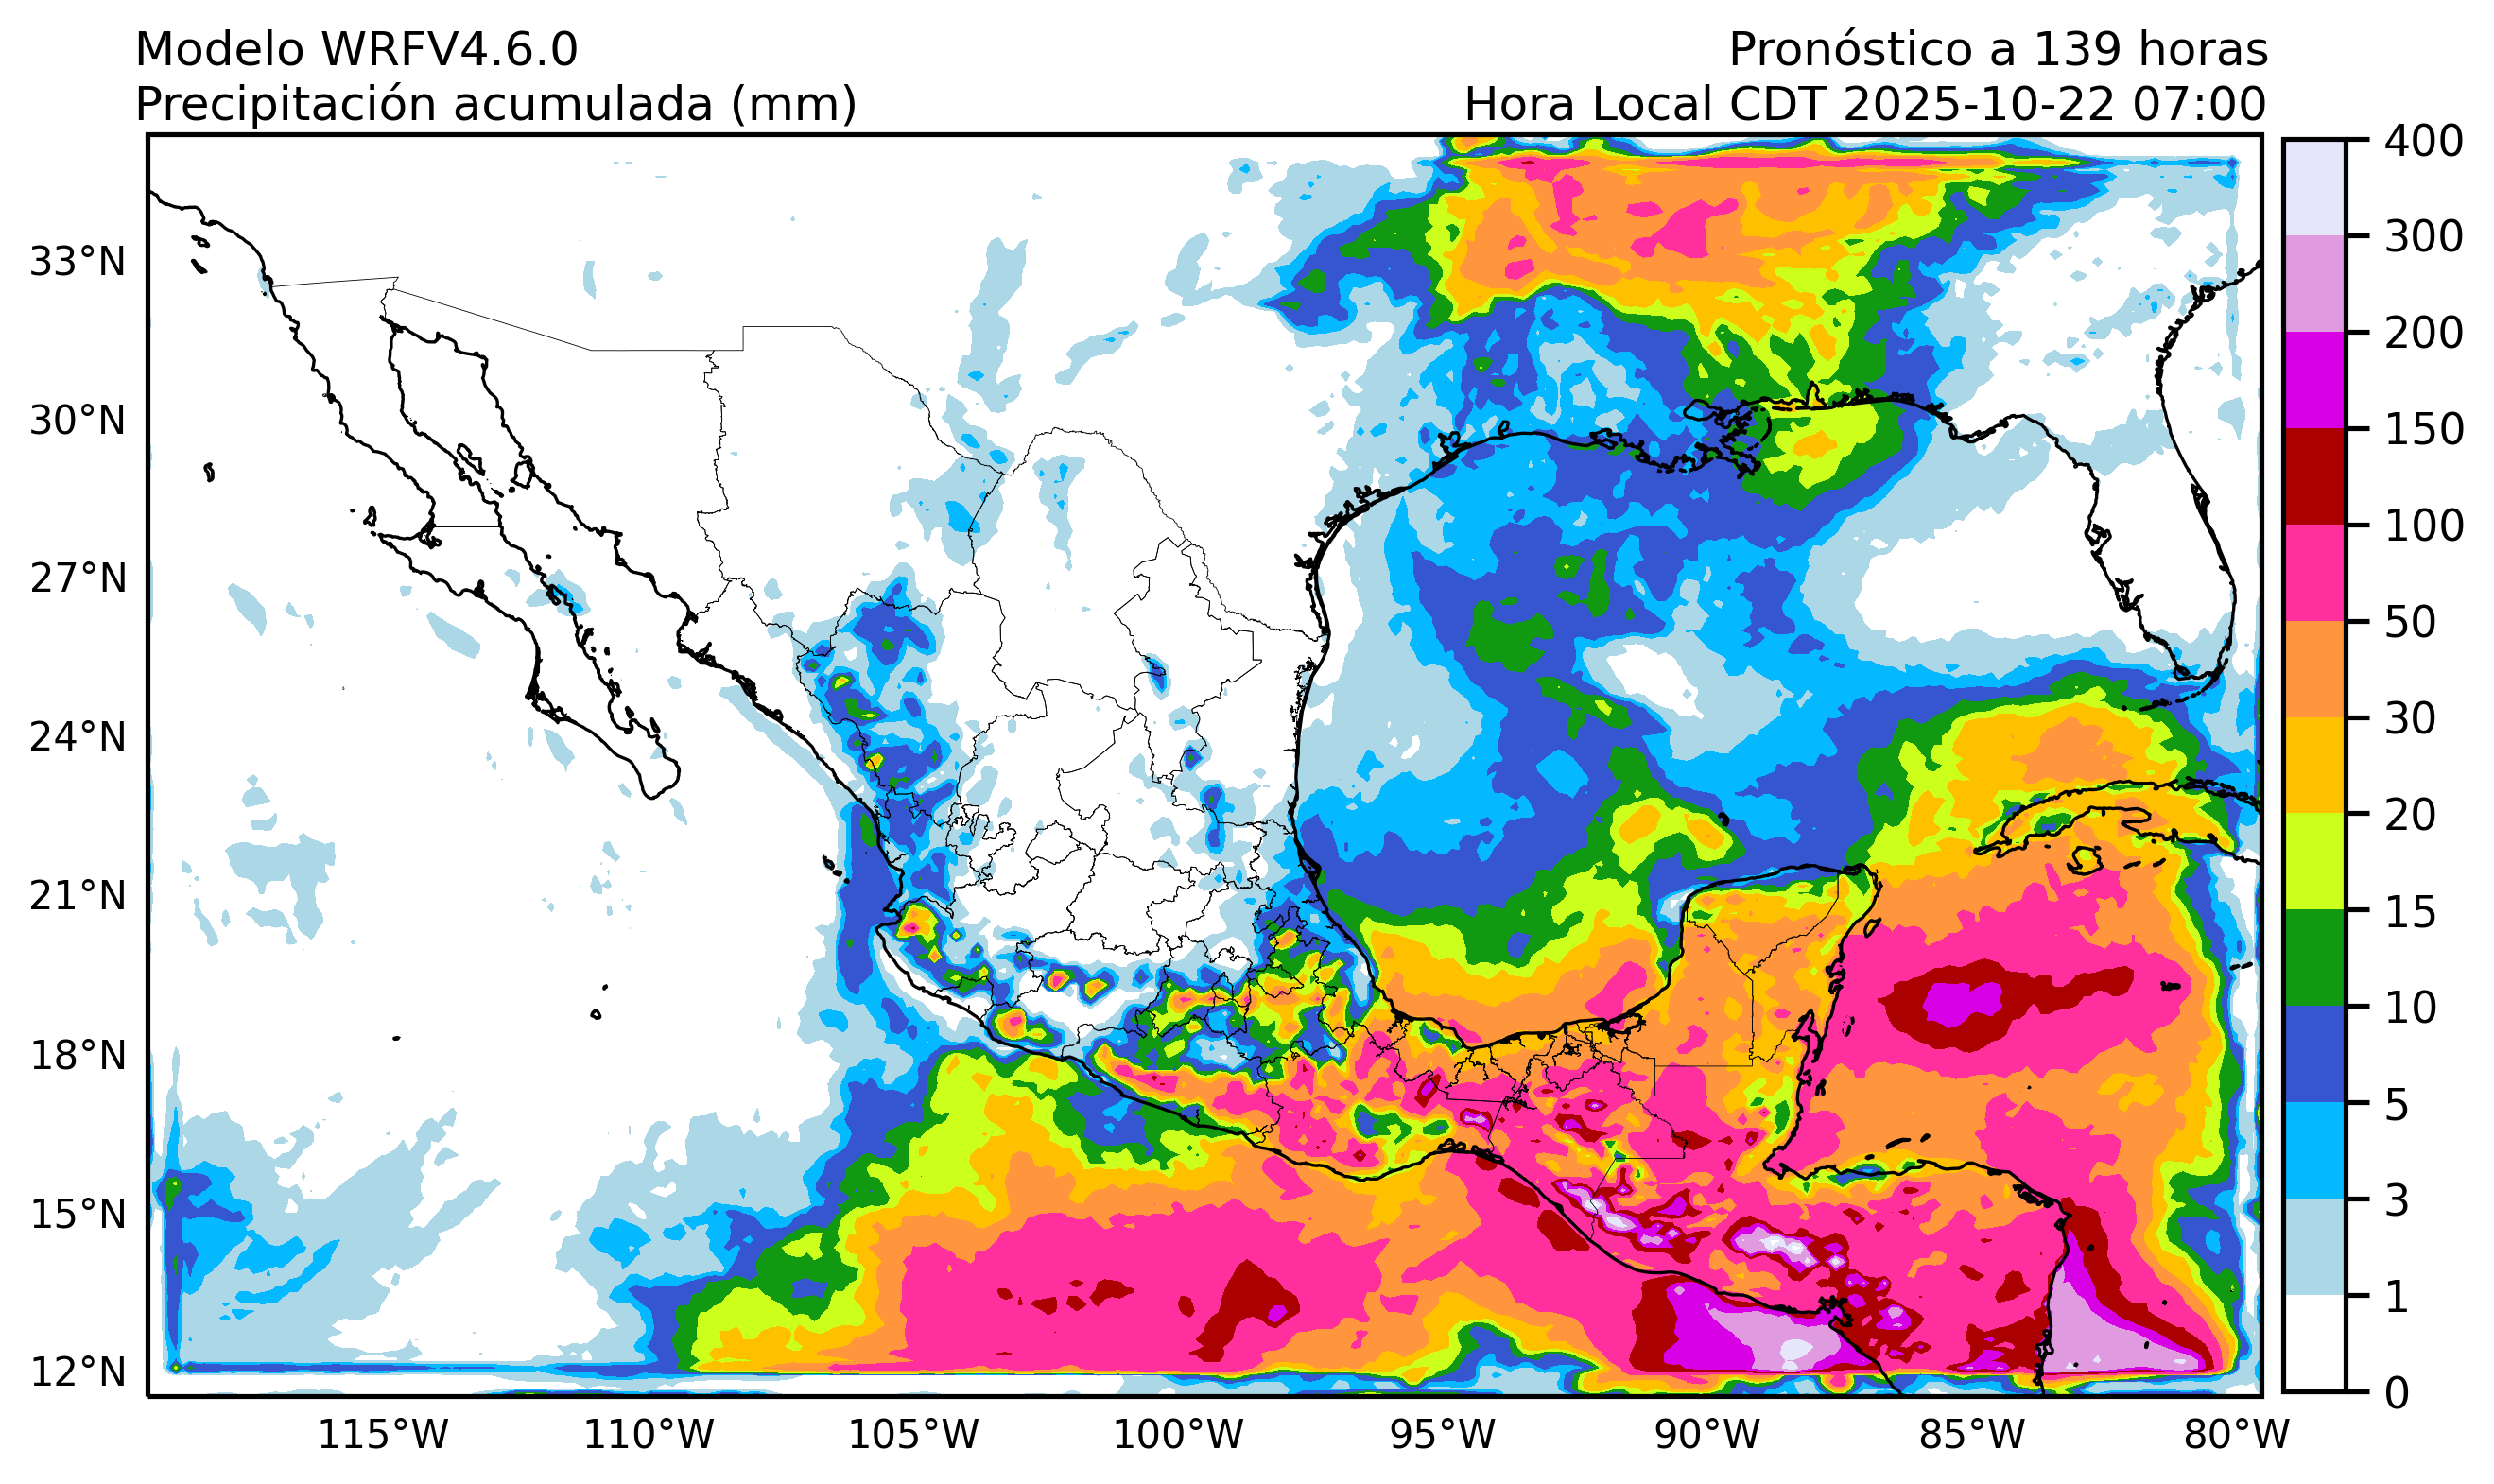 Modelo WRFV4.6.0
Pronóstico a 139 horas
Precipitación acumulada (mm)
Hora Local CDT 2025-10-22 07:00
400
300
200
150
100
50
30
20
15
10
5
3
1
0
33°N
30°N
27°N
24°N
21°N
18°N
15°N
12°N
115°W
110°W
105°W
100°W
95°W
90°W
85°W
80°W